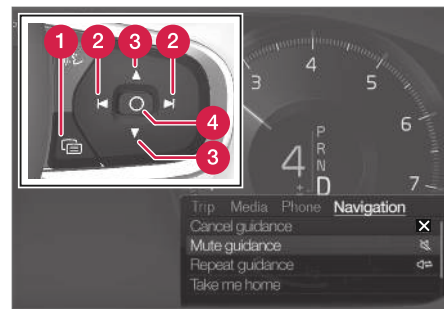 1
2
3
2
4
3
3
4
5
6
7
4
P
R
N
±
D
Trip Media Phone Navigation
Cancel guidance
Mute guidance
Repeat guidance
Take me home